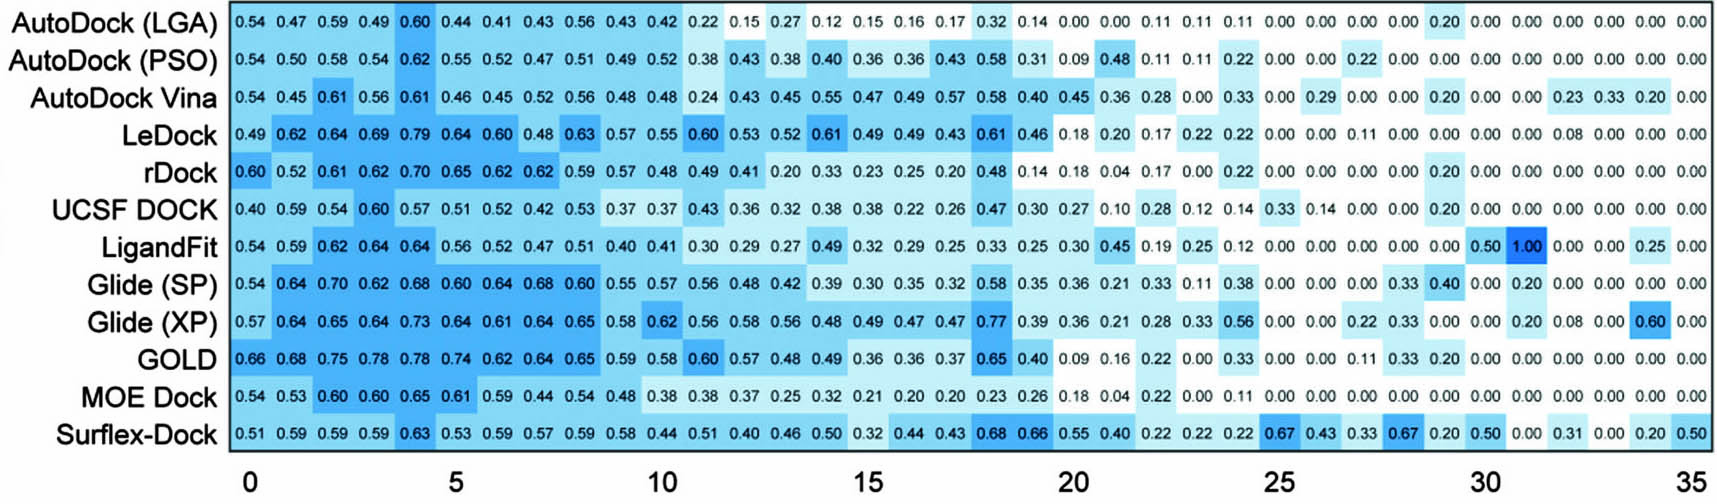 AutoDock (LGA) 0.54 0.47 0.59 0.49 0.60 0.44 0.41 0.43 0.56 0.43 0.42 0.22 0.15 0.27 0.12 0.15 0.16 0.17 0.32 0.14 0.00 0.00 0.11 0.11 0.11 0.00 0.00 0.00 0.00 0.20 0.00 0.00 0.00 0.00 0.00 0.00
AutoDock (PSO) 0.54 0.50 0.58 0.54 0.62 0.55 0.52 0.47 0.51 0.49 0.52 0.38 0.43 0.38 0.40 0.36 0.36 0.43 0.58 0.31 0.09 0.48 0.11 0.11 0.22 0.00 0.00 0.22 0.00 0.00 0.00 0.00 0.00 0.00 0.00 0.00
AutoDock Vina 0.54 0.45 0.61 0.56 0.61 0.46 0.45 0.52 0.56 0.48 0.48 0.24 0.43 0.45 0.55 0.47 0.49 0.57 0.58 0.40 0.45 0.36 0.28 0.00 0.33 0.00 0.29 0.00 0.00 0.20 0.00 0.00 0.23 0.33 0.20 0.00
LeDock 0.49 0.62 0.64 0.69 0.79 0.64 0.60 0.48 0.63 0.57 0.55 0.60 0.53 0.52 0.61 0.49 0.49 0.43 0.61 0.46 0.18 0.20 0.17 0.22 0.22 0.00 0.00 0.11 0.00 0.00 0.00 0.00 0.08 0.00 0.00 0.00
rDock 0.60 0.52 0.61 0.62 0.70 0.65 0.62 0.62 0.59 0.57 0.48 0.49 0.41 0.20 0.33 0.23 0.25 0.20 0.48 0.14 0.18 0.04 0.17 0.00 0.22 0.00 0.00 0.00 0.00 0.20 0.00 0.00 0.00 0.00 0.00 0.00
UCSF DOCK 0.40 0.59 0.54 0.60 0.57 0.51 0.52 0.42 0.53 0.37 0.37 0.43 0.36 0.32 0.38 0.38 0.22 0.26 0.47 0.30 0.27 0.10 0.28 0.12 0.14 0.33 0.14 0.00 0.00 0.20 0.00 0.00 0.00 0.00 0.00 0.00
LigandFit 0.54 0.59 0.62 0.64 0.64 0.56 0.52 0.47 0.51 0.40 0.41 0.30 0.29 0.27 0.49 0.32 0.29 0.25 0.33 0.25 0.30 0.45 0.19 0.25 0.12 0.00 0.00 0.00 0.00 0.00 0.50 1.00 0.00 0.00 0.25 0.00
Glide (SP) 0.54 0.64 0.70 0.62 0.68 0.60 0.64 0.68 0.60 0.55 0.57 0.56 0.48 0.42 0.39 0.30 0.35 0.32 0.58 0.35 0.36 0.21 0.33 0.11 0.38 0.00 0.00 0.00 0.33 0.40 0.00 0.20 0.00 0.00 0.00 0.00
Glide (XP) 0.57 0.64 0.65 0.64 0.73 0.64 0.61 0.64 0.65 0.58 0.62 0.56 0.58 0.56 0.48 0.49 0.47 0.47 0.77 0.39 0.36 0.21 0.28 0.33 0.56 0.00 0.00 0.22 0.33 0.00 0.00 0.20 0.08 0.00 0.60 0.00
GOLD 0.66 0.68 0.75 0.78 0.78 0.74 0.62 0.64 0.65 0.59 0.58 0.60 0.57 0.48 0.49 0.36 0.36 0.37 0.65 0.40 0.09 0.16 0.22 0.00 0.33 0.00 0.00 0.11 0.33 0.20 0.00 0.00 0.00 0.00 0.00 0.00
MOE Dock 0.54 0.53 0.60 0.60 0.65 0.61 0.59 0.44 0.54 0.48 0.38 0.38 0.37 0.25 0.32 0.21 0.20 0.20 0.23 0.26 0.18 0.04 0.22 0.00 0.11 0.00 0.00 0.00 0.00 0.00 0.00 0.00 0.00 0.00 0.00 0.00
Surflex-Dock 0.51 0.59 0.59 0.59 0.63 0.53 0.59 0.57 0.59 0.58 0.44 0.51 0.40 0.46 0.50 0.32 0.44 0.43 0.68 0.66 0.55 0.40 0.22 0.22 0.22 0.67 0.43 0.33 0.67 0.20 0.50 0.00 0.31 0.00 0.20 0.50
0 5 10 15 20 25 30 35